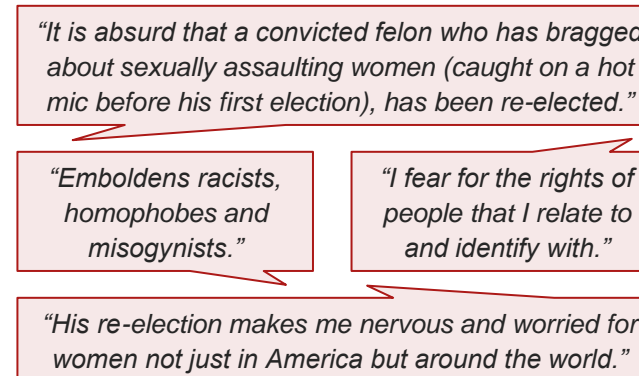 “It is absurd that a convicted felon who has bragged
about sexually assaulting women (caught on a hot
mic before his first election), has been re-elected.”
“Emboldens racists,
homophobes and
misogynists.”
“I fear for the rights of
people that I relate to
and identify with.”
“His re-election makes me nervous and worried for
women not just in America but around the world.”